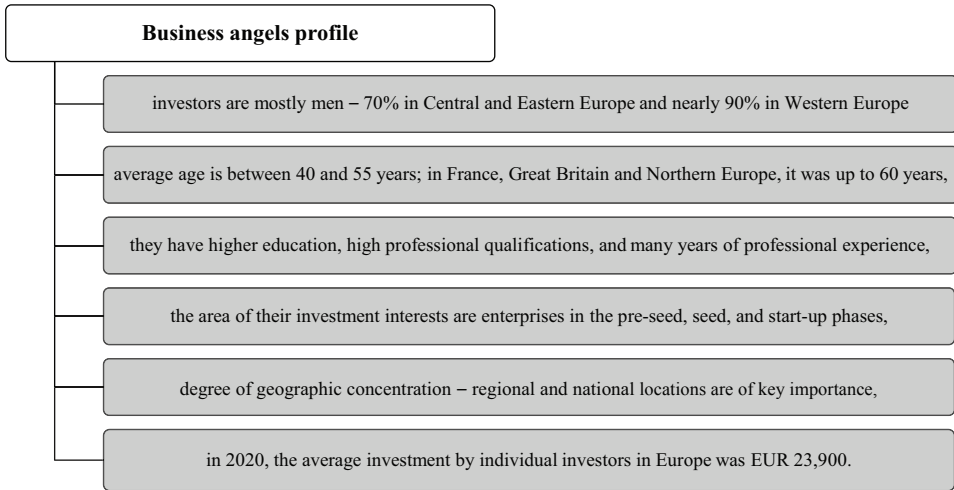 Business angels profile
investors are mostly men – 70% in Central and Eastern Europe and nearly 90% in Western Europe
average age is between 40 and 55 years; in France, Great Britain and Northern Europe, it was up to 60 years,
they have higher education, high professional qualifications, and many years of professional experience,
the area of their investment interests are enterprises in the pre-seed, seed, and start-up phases,
degree of geographic concentration – regional and national locations are of key importance,
in 2020, the average investment by individual investors in Europe was EUR 23,900.